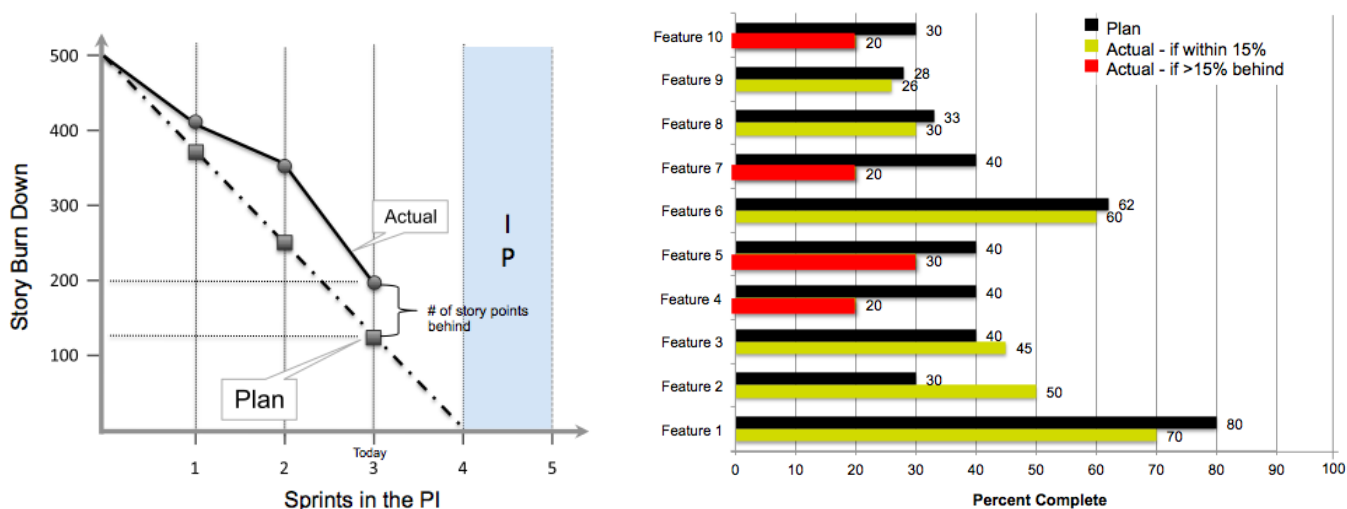 Story Burn Down
500
400
300
200
100
Actual
I
P
# of story points
behind
Plan
Today
1
2
3
4
5
Sprints in the PI
Plan
Actual - if within 15%
Actual - if >15% behind
Feature 10
30
20
Feature 9
28
26
Feature 8
33
30
Feature 7
40
20
Feature 6
62
60
Feature 5
40
30
Feature 4
40
20
Feature 3
40
45
Feature 2
30
50
Feature 1
80
70
0 10 20 30 40 50 60 70 80 90 100
Percent Complete